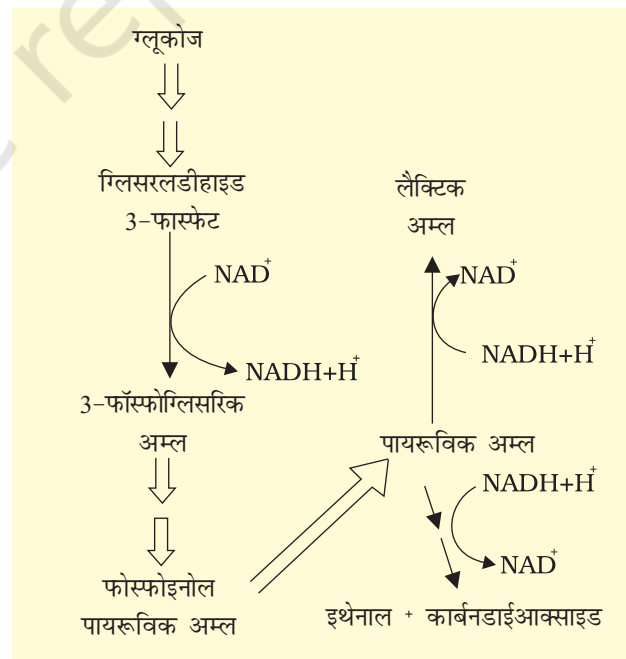 ग्लूकोज
ग्लिसरलडीहाइड
3-फास्फेट
NAD+
NADH+H+
3-फॉस्फोग्लिसरिक
अम्ल
फोस्फोइनोल
पायरूविक अम्ल
लैक्टिक
अम्ल
NAD+
NADH+H+
पायरूविक अम्ल
NADH+H+
NAD+
इथेनाल + कार्बनडाईआक्साइड